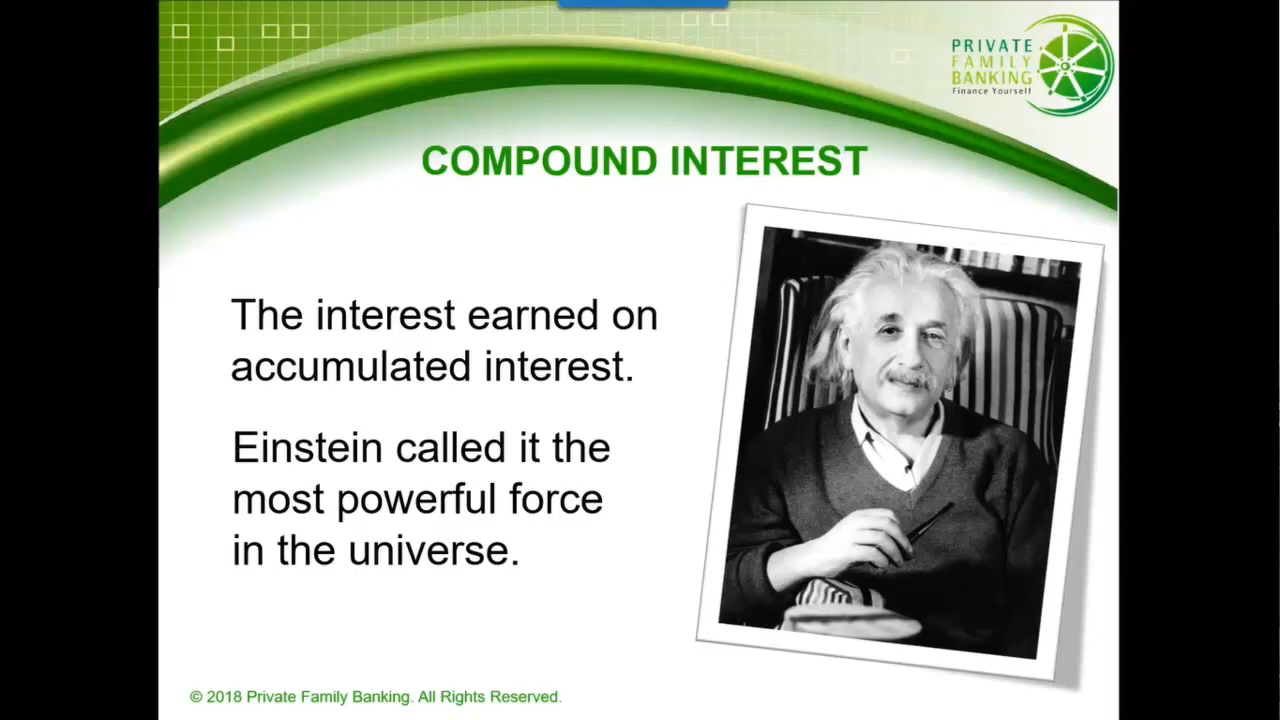 PRIVATE
FAMILY
BANKING
Finance Yourself
COMPOUND INTEREST
The interest earned on
accumulated interest.
Einstein called it the
most powerful force
in the universe.
© 2018 Private Family Banking. All Rights Reserved.